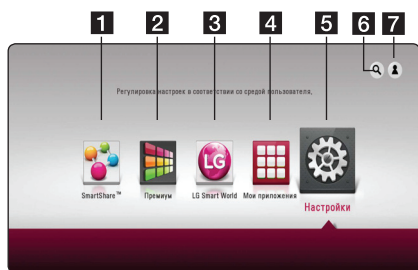 1 2 3 4 5 6 7
Регулировка настроек в соответствии со средой пользователя,
LG
SmartShare™ Премиум LG Smart World Мои приложения
Настройки